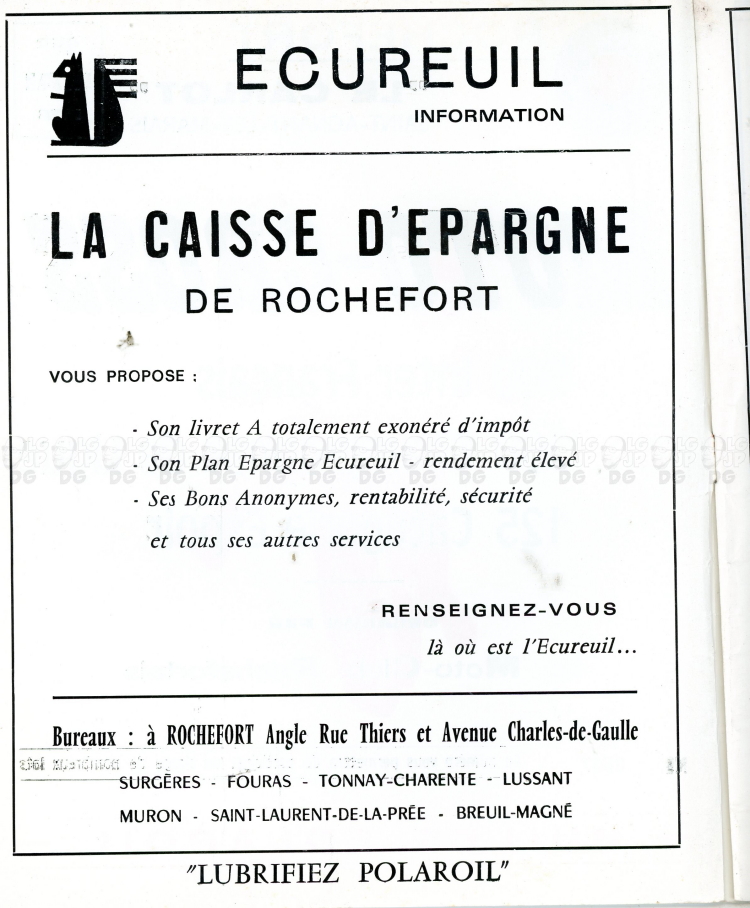 ECUREUIL
INFORMATION
LA CAISSE D'EPARGNE
DE ROCHEFORT
VOUS PROPOSE :
- Son livret A totalement exonéré d'impôt
- Son Plan Epargne Ecureuil - rendement élevé
- Ses Bons Anonymes, rentabilité, sécurité
et tous ses autres services
RENSEIGNEZ-VOUS
là où est l'Ecureuil...
Bureaux : à ROCHEFORT Angle Rue Thiers et Avenue Charles-de-Gaulle
SURGÈRES - FOURAS - TONNAY-CHARENTE - LUSSANT
MURON - SAINT-LAURENT-DE-LA-PRÉE - BREUIL-MAGNÉ
"LUBRIFIEZ POLAROIL"